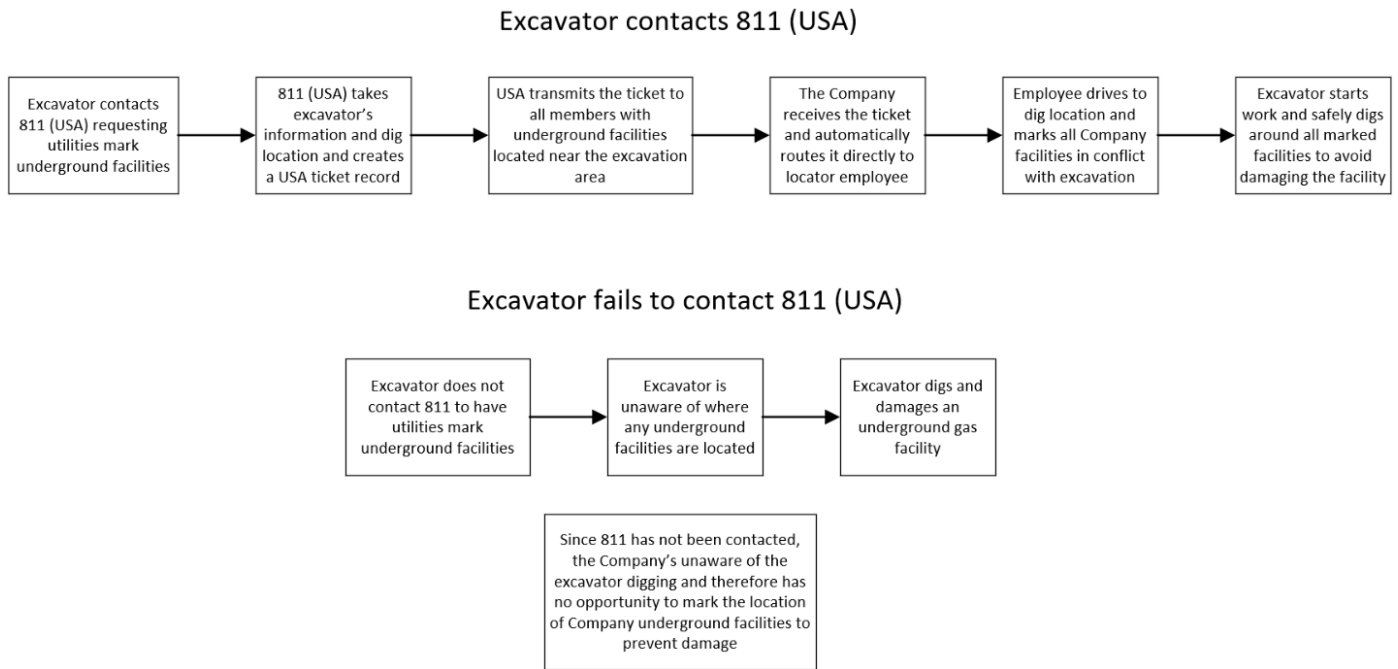 Excavator contacts 811 (USA)
Excavator contacts
811 (USA) requesting
utilities mark
underground facilities
811 (USA) takes
excavator's
information and dig
location and creates
a USA ticket record
USA transmits the ticket to
all members with
underground facilities
located near the excavation
area
The Company
receives the ticket
and automatically
routes it directly to
locator employee
Employee drives to
dig location and
marks all Company
facilities in conflict
with excavation
Excavator starts
work and safely digs
around all marked
facilities to avoid
damaging the facility
Excavator fails to contact 811 (USA)
Excavator does not
contact 811 to have
utilities mark
underground facilities
Excavator is
unaware of where
any underground
facilities are located
Excavator digs and
damages an
underground gas
facility
Since 811 has not been contacted,
the Company's unaware of the
excavator digging and therefore has
no opportunity to mark the location
of Company underground facilities to
prevent damage